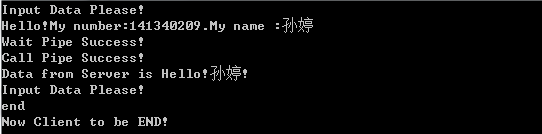 Input Data Please!
Hello!My number:141340209.My name :孙婷
Wait Pipe Success!
Call Pipe Success!
Data from Server is Hello!孙婷!
Input Data Please!
end
Now Client to be END!